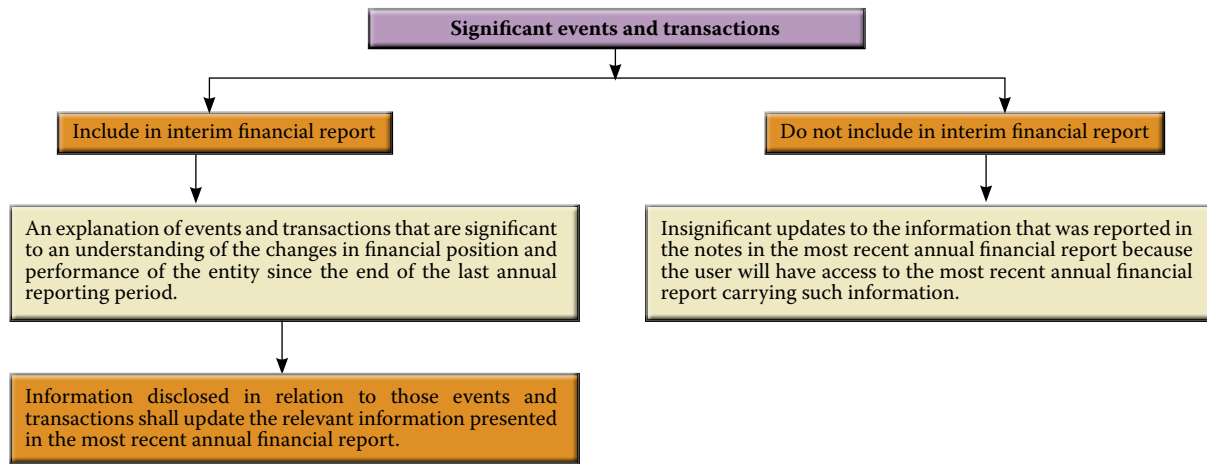 Significant events and transactions
Include in interim financial report
Do not include in interim financial report
An explanation of events and transactions that are significant
to an understanding of the changes in financial position and
performance of the entity since the end of the last annual
reporting period.
Insignificant updates to the information that was reported in
the notes in the most recent annual financial report because
the user will have access to the most recent annual financial
report carrying such information.
Information disclosed in relation to those events and
transactions shall update the relevant information presented
in the most recent annual financial report.